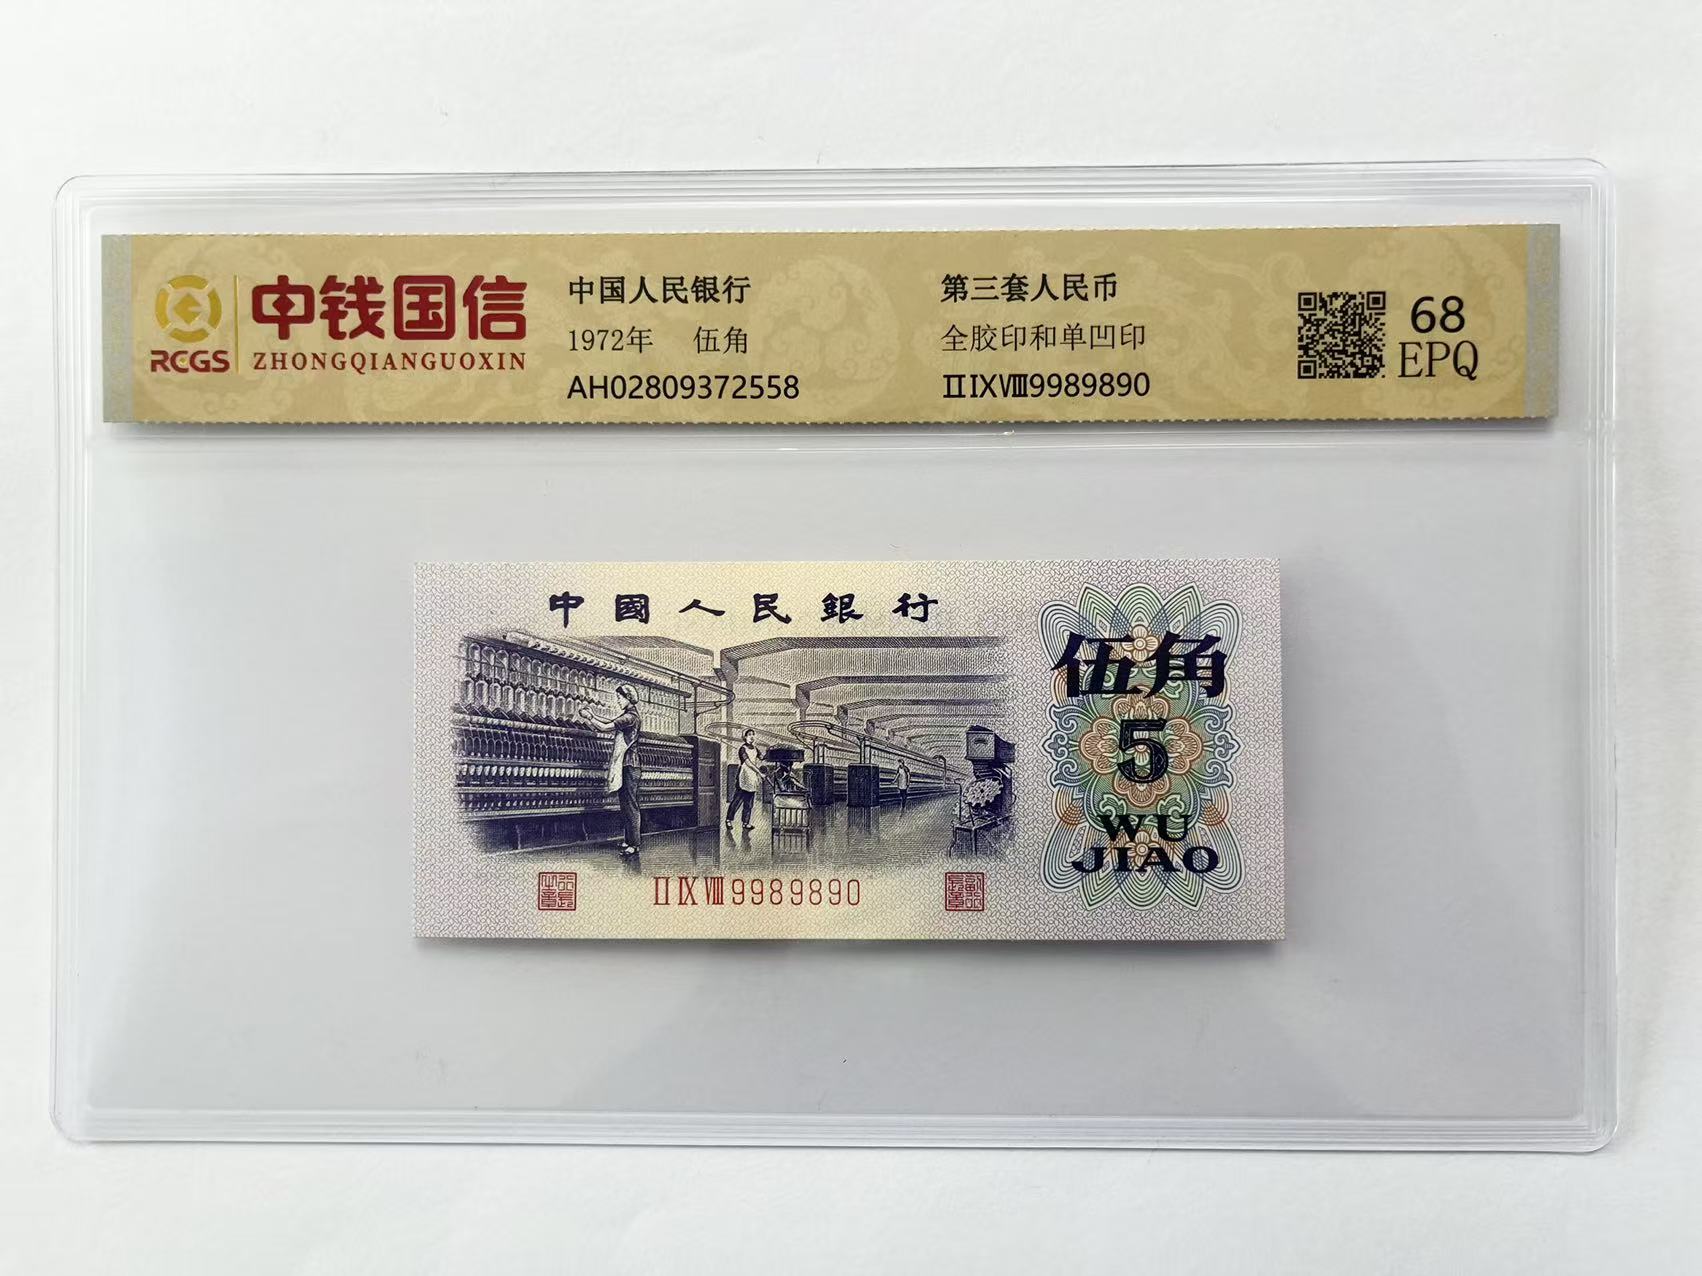 中钱国信
RCGS ZHONGQIANGUOXIN
中国人民银行
1972年 伍角
AH02809372558
第三套人民币
全胶印和单凹印
ⅡⅨⅧ9989890
68
EPQ
中國人民銀行
伍角
5
WU
JIAO
ⅡⅨⅧ9989890